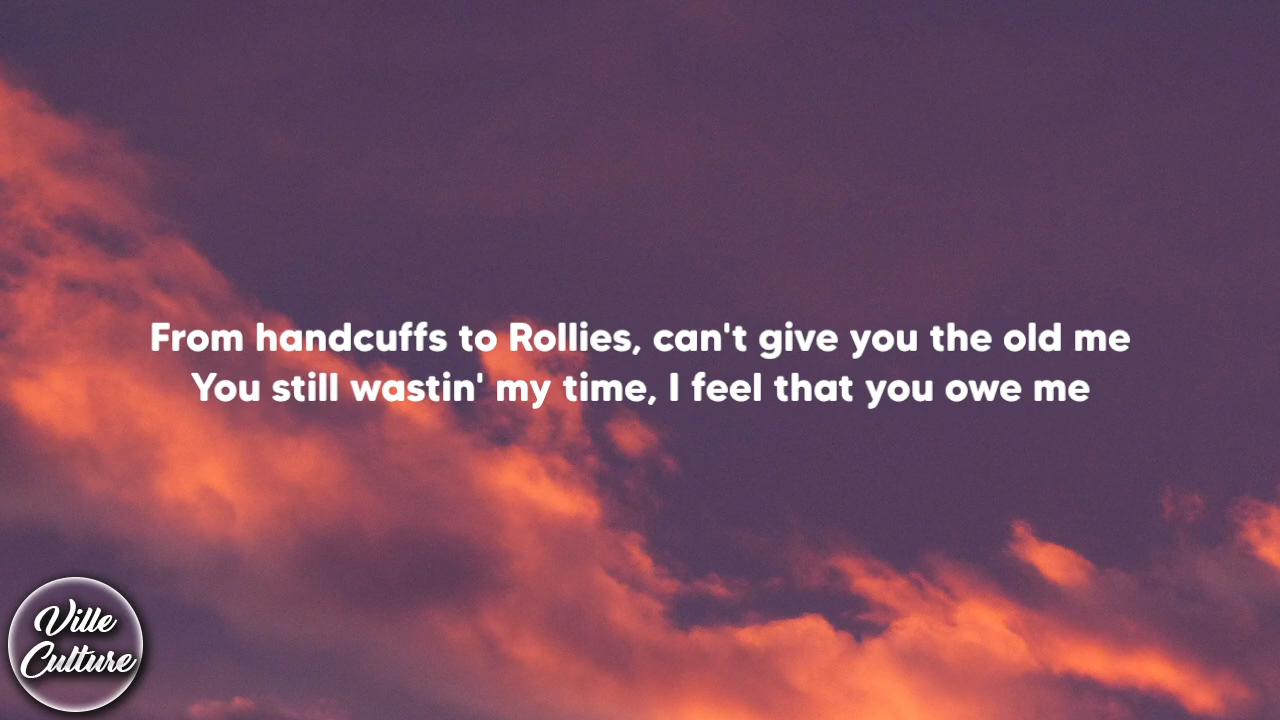 From handcuffs to Rollies, can't give you the old me
You still wastin' my time, I feel that you owe me
Ville
Culture